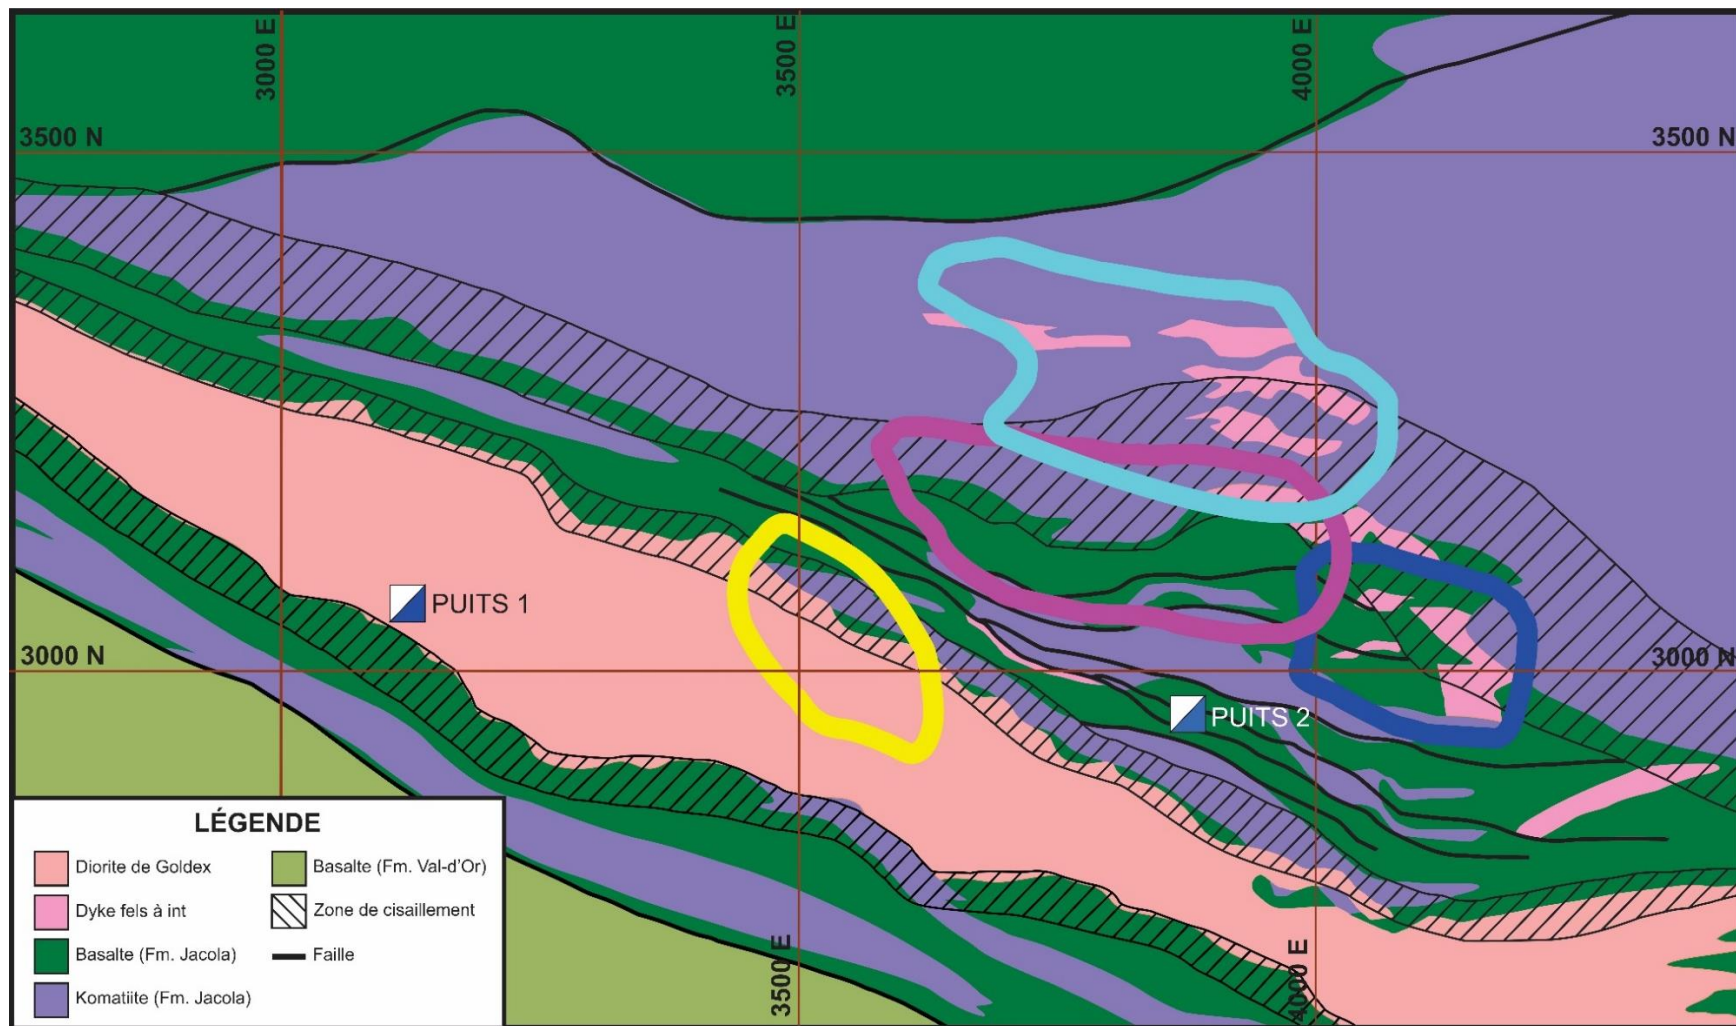 3000 E
3500 E
4000 E
3500 N
3500 N
PUITS 1
3000 N
3000 N
PUITS 2
LÉGENDE
Diorite de Goldex
Basalte (Fm. Val-d'Or)
Dyke fels à int
Zone de cisaillement
Basalte (Fm. Jacola)
Faille
Komatiite (Fm. Jacola)
3500 E
4000 E